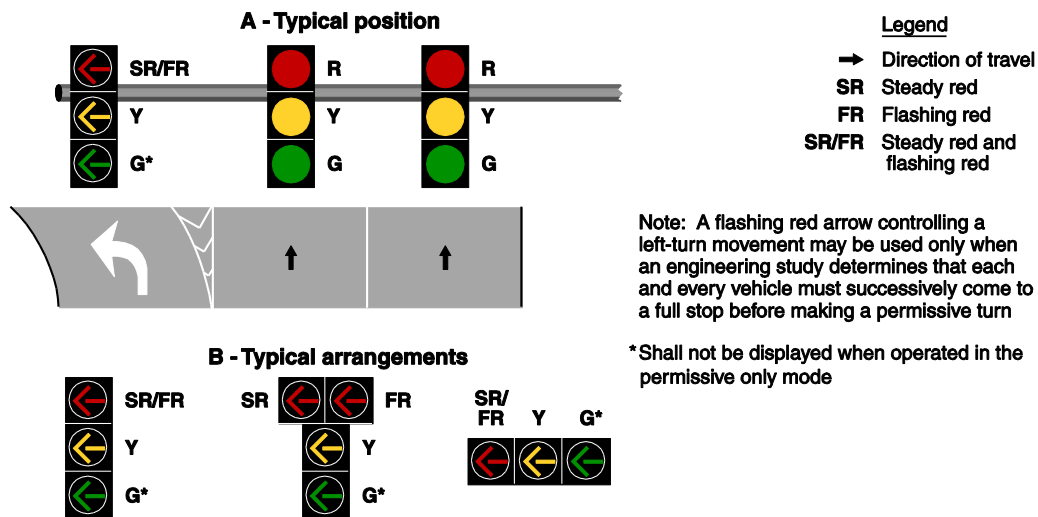 A - Typical position
SR/FR
Y
G*
R
Y
G
R
Y
G
Legend
Direction of travel
SR Steady red
FR Flashing red
SR/FR Steady red and
flashing red
Note: A flashing red arrow controlling a
left-turn movement may be used only when
an engineering study determines that each
and every vehicle must successively come to
a full stop before making a permissive turn
*Shall not be displayed when operated in the
permissive only mode
B - Typical arrangements
SR/FR
Y
G*
SR FR
Y
G*
SR/
FR Y G*